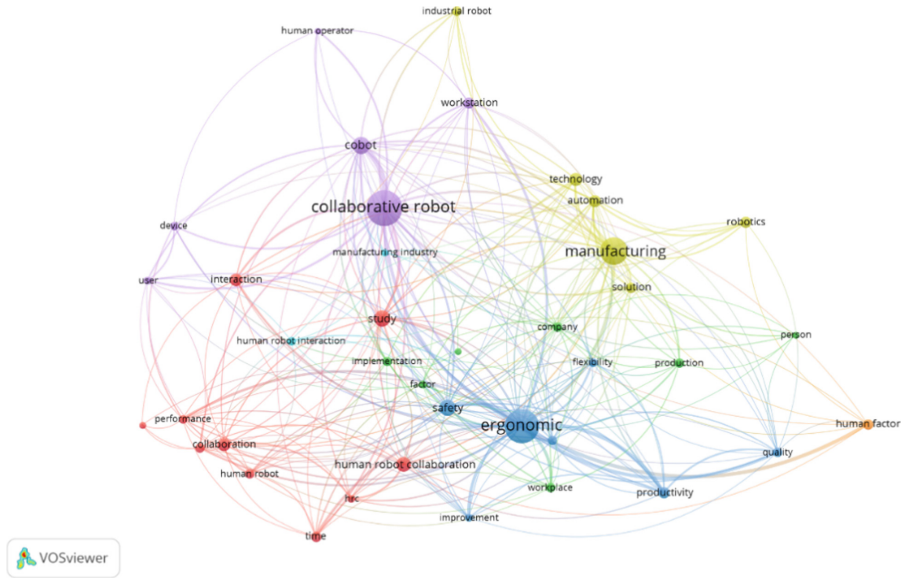 industrial robot
human operator
workstation
cobot
technology
automation
collaborative robot
robotics
device
manufacturing
manufacturing industry
user
interaction
solution
study
company
person
human robot interaction
implementation
flexibility
production
factor
safety
performance
ergonomic
human factor
collaboration
quality
human robot collaboration
human robot
workplace
productivity
hrc
improvement
time
VOSviewer